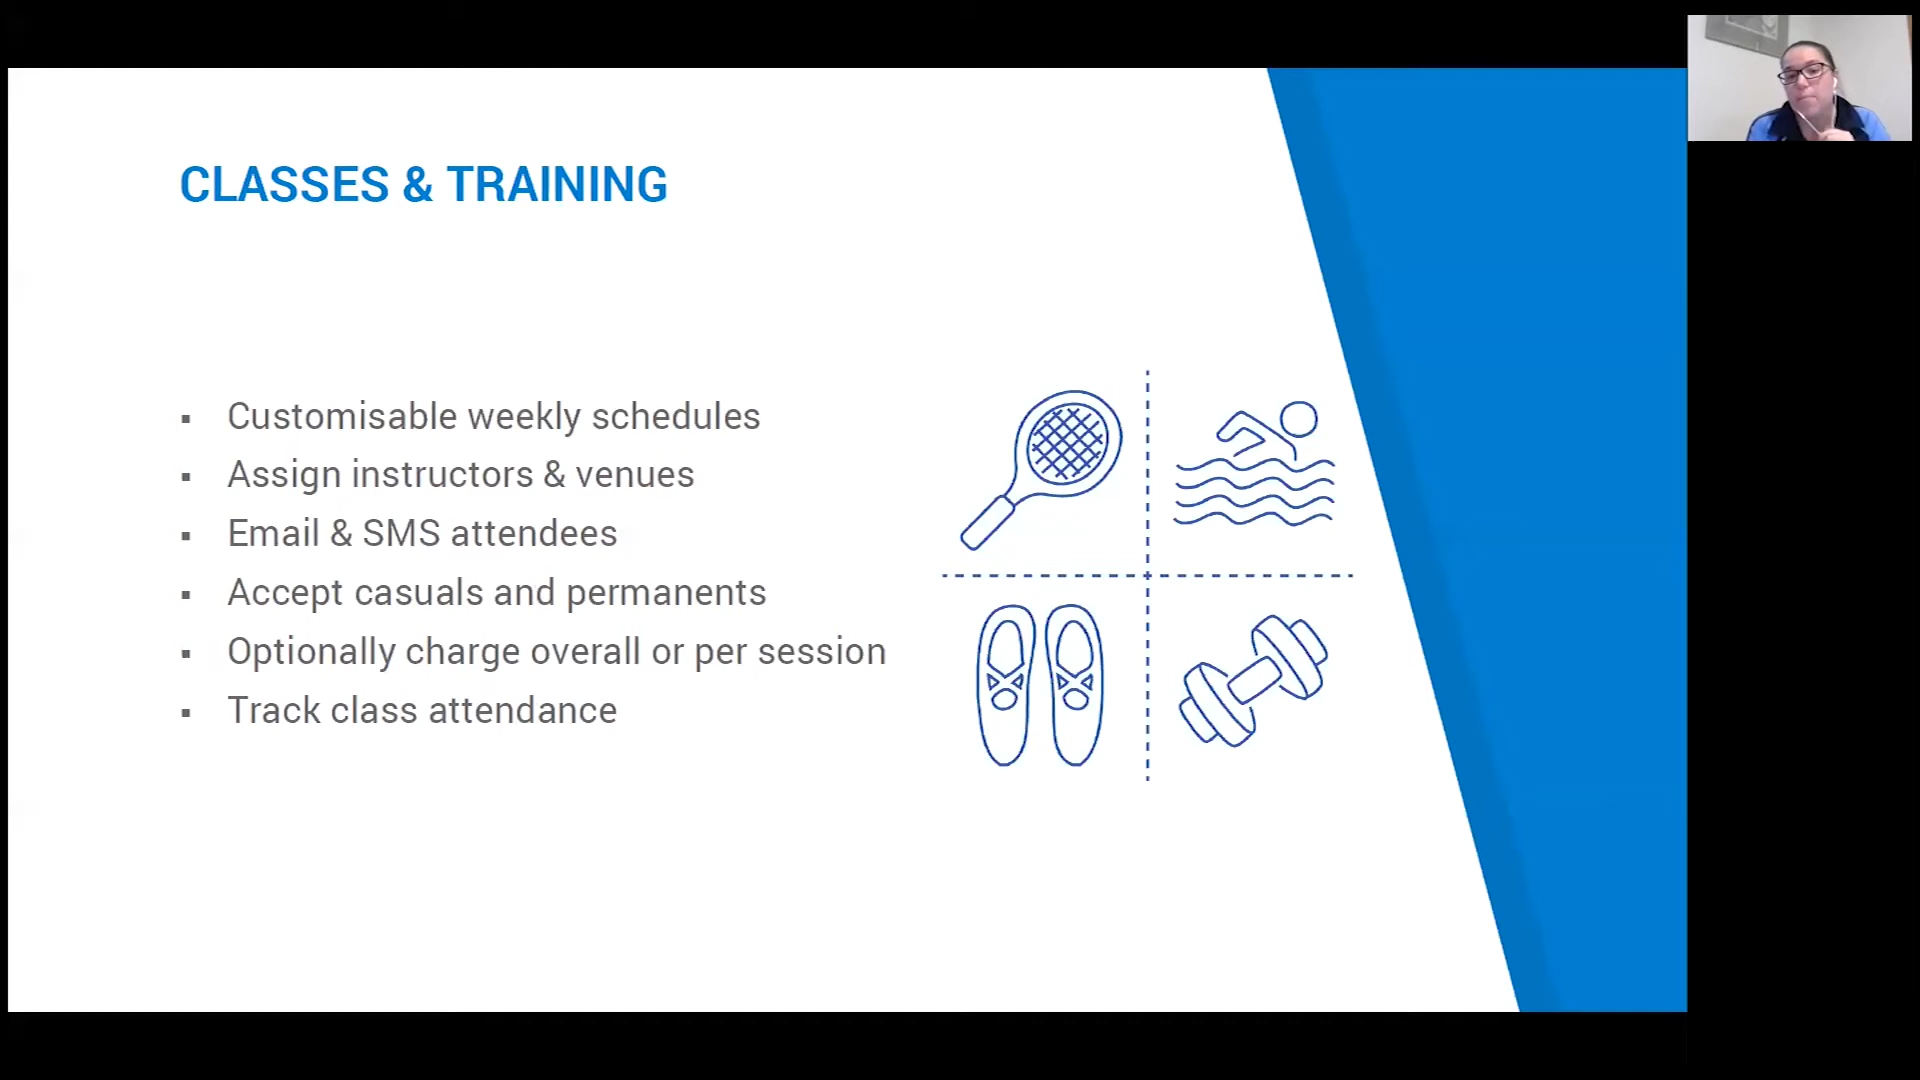 CLASSES & TRAINING
Customisable weekly schedules
Assign instructors & venues
Email & SMS attendees
Accept casuals and permanents
Optionally charge overall or per session
Track class attendance